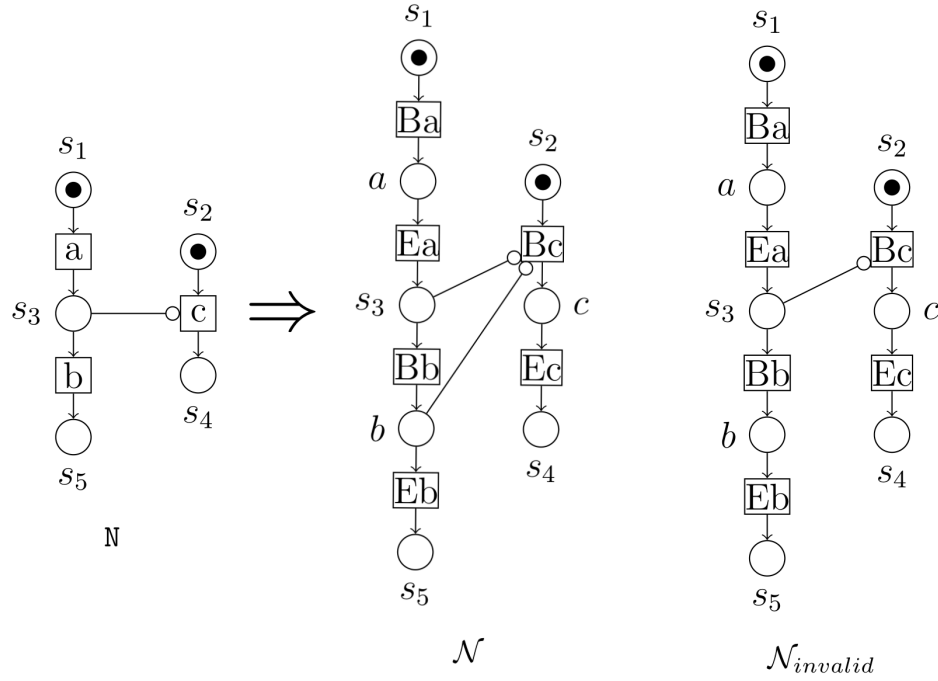 s₁
a
s₃
b
s₅
s₂
c
s₄
N
s₁
Ba
a
Ea
s₃
Bb
b
Eb
s₅
s₂
Bc
c
Ec
s₄
𝒩
s₁
Ba
a
Ea
s₃
Bb
b
Eb
s₅
s₂
Bc
c
Ec
s₄
𝒩invalid